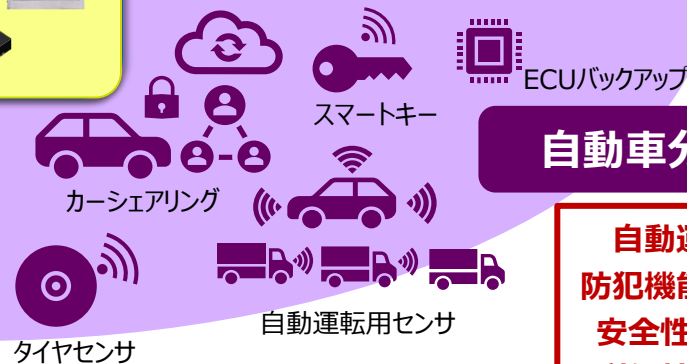 ECUバックアップ
スマートキー
自動車分
カーシェアリング
自動運
防犯機能
安全性
自動運転用センサ
タイヤセンサ